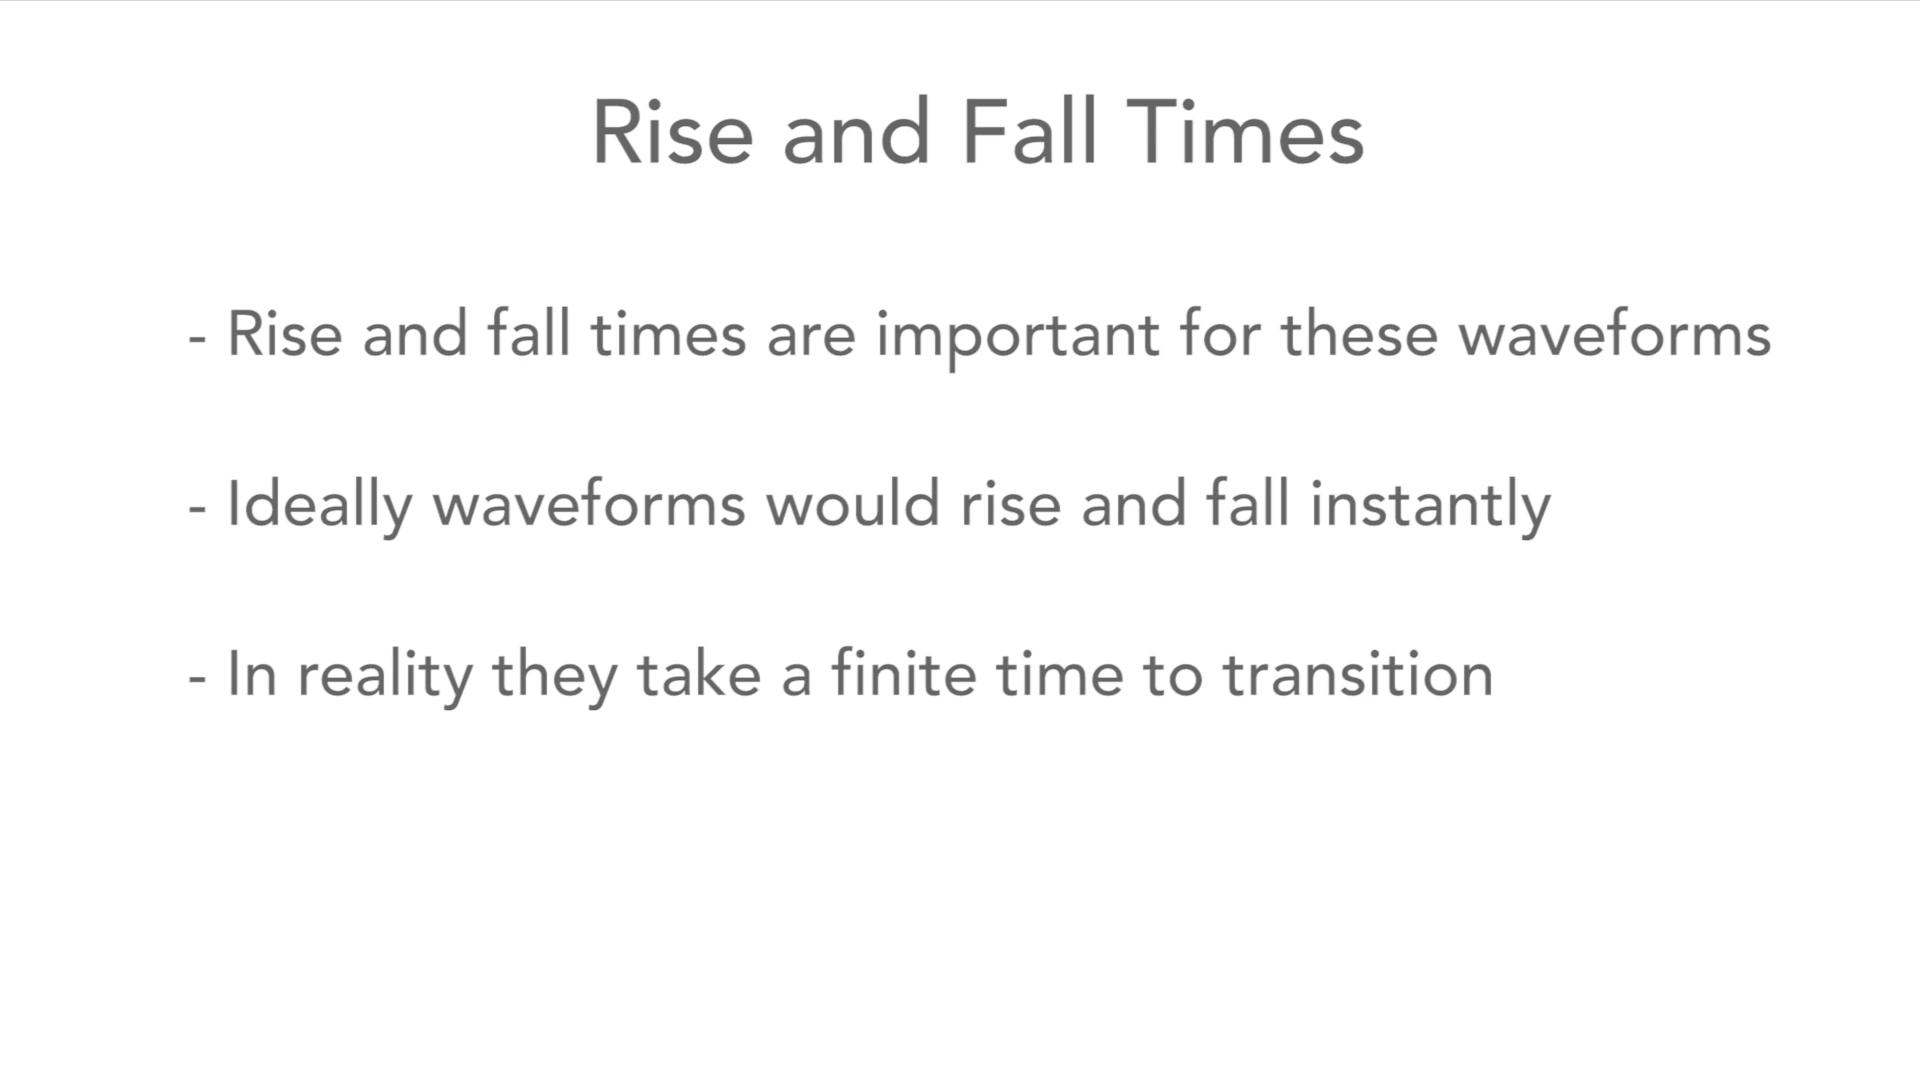 Rise and Fall Times
- Rise and fall times are important for these waveforms
- Ideally waveforms would rise and fall instantly
- In reality they take a finite time to transition